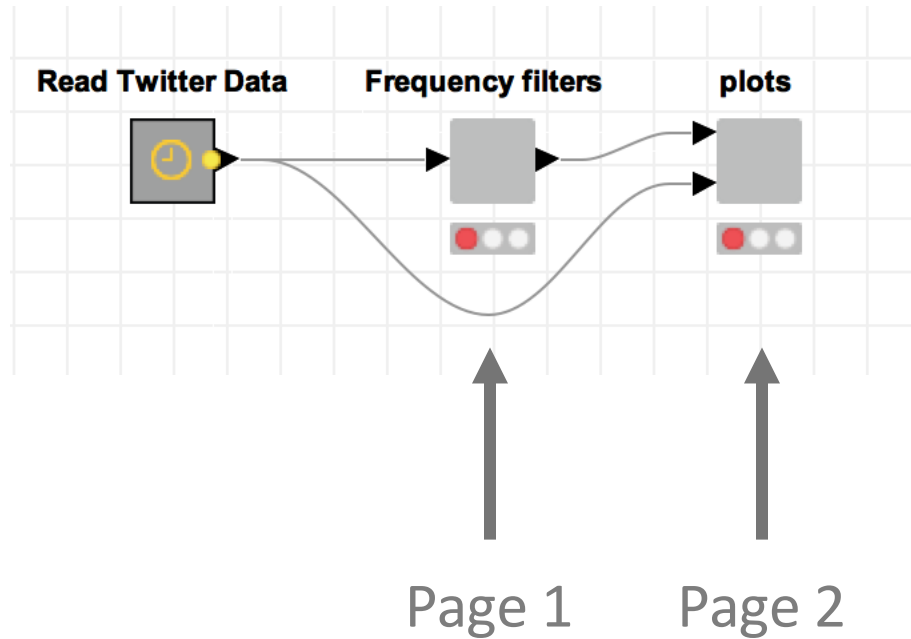 Read Twitter Data
Frequency filters
plots
Page 1
Page 2